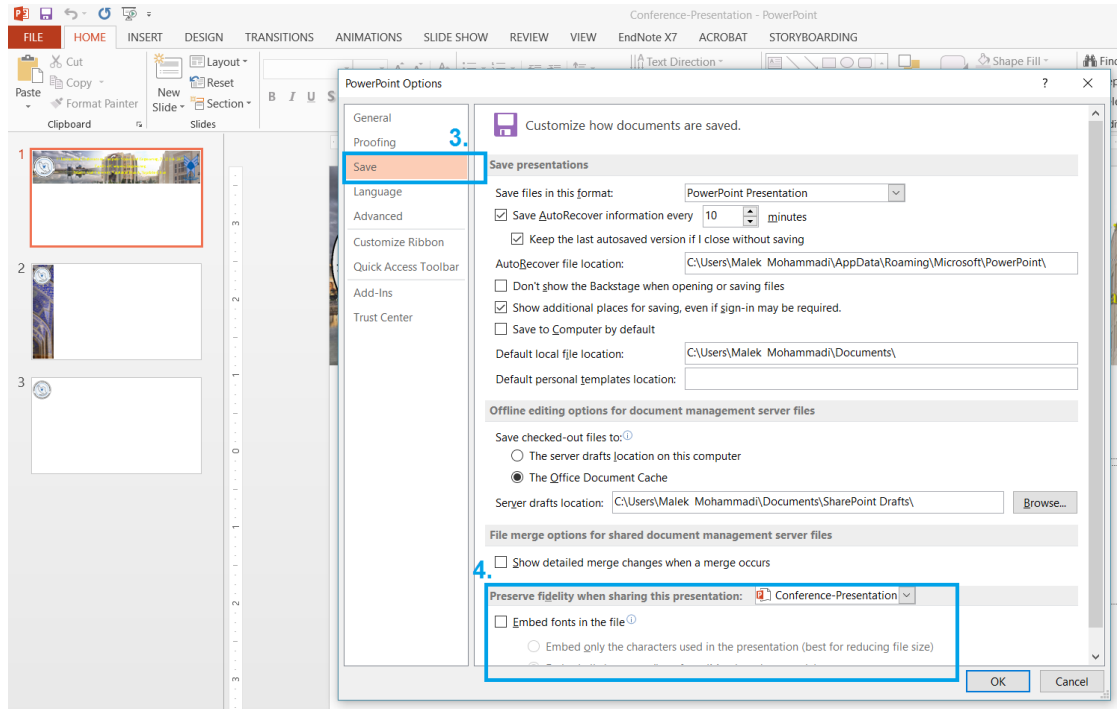 Conference-Presentation - PowerPoint
FILE HOME INSERT DESIGN TRANSITIONS ANIMATIONS SLIDE SHOW REVIEW VIEW EndNote X7 ACROBAT STORYBOARDING
Paste
Cut
Copy
Format Painter
Clipboard
New
Slide
Layout
Reset
Section
Slides
B I U S
Text Direction
Shape Fill
1
2
3
PowerPoint Options
?
General
Proofing
3.
Save
Language
Advanced
Customize Ribbon
Quick Access Toolbar
Add-Ins
Trust Center
Customize how documents are saved.
Save presentations
Save files in this format: PowerPoint Presentation
Save AutoRecover information every 10 minutes
Keep the last autosaved version if I close without saving
AutoRecover file location: C:\Users\Malek Mohammadi\AppData\Roaming\Microsoft\PowerPoint\
Don't show the Backstage when opening or saving files
Show additional places for saving, even if sign-in may be required.
Save to Computer by default
Default local file location: C:\Users\Malek Mohammadi\Documents\
Default personal templates location:
Offline editing options for document management server files
Save checked-out files to:
The server drafts location on this computer
The Office Document Cache
Server drafts location: C:\Users\Malek Mohammadi\Documents\SharePoint Drafts\ Browse...
File merge options for shared document management server files
Show detailed merge changes when a merge occurs
4.
Preserve fidelity when sharing this presentation: Conference-Presentation
Embed fonts in the file
Embed only the characters used in the presentation (best for reducing file size)
OK Cancel